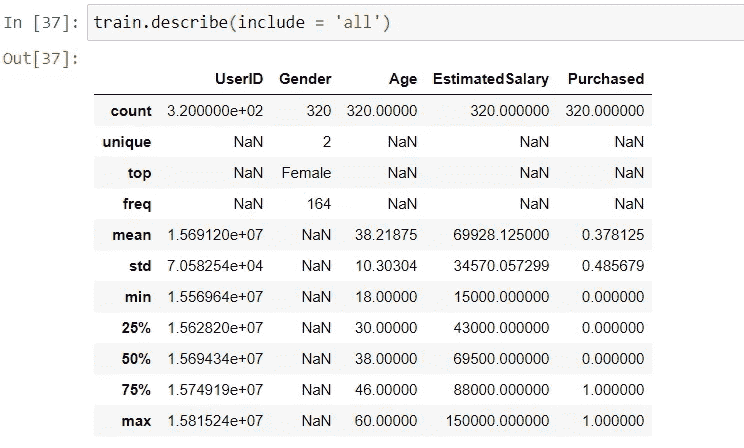 In [37]: train.describe(include = 'all')
Out[37]:
UserID Gender Age EstimatedSalary Purchased
count 3.200000e+02 320 320.00000 320.000000 320.000000
unique NaN 2 NaN NaN NaN
top NaN Female NaN NaN NaN
freq NaN 164 NaN NaN NaN
mean 1.569120e+07 NaN 38.21875 69928.125000 0.378125
std 7.058254e+04 NaN 10.30304 34570.057299 0.485679
min 1.556964e+07 NaN 18.00000 15000.000000 0.000000
25% 1.562820e+07 NaN 30.00000 43000.000000 0.000000
50% 1.569434e+07 NaN 38.00000 69500.000000 0.000000
75% 1.574919e+07 NaN 46.00000 88000.000000 1.000000
max 1.581524e+07 NaN 60.00000 150000.000000 1.000000